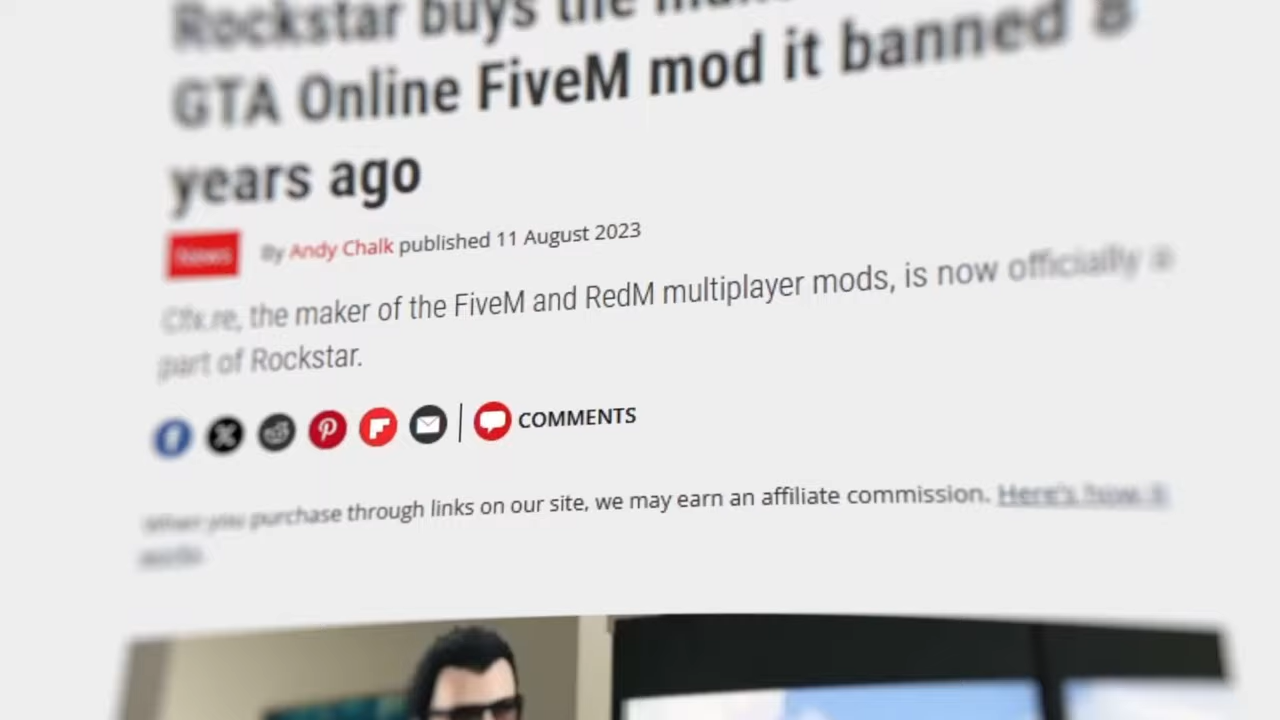 Rockstar buys the
GTA Online FiveM mod it banned 8
years ago
News By Andy Chalk published 11 August 2023
Cfx.re, the maker of the FiveM and RedM multiplayer mods, is now officially a
part of Rockstar.
COMMENTS
When you purchase through links on our site, we may earn an affiliate commission. Here's how it
works